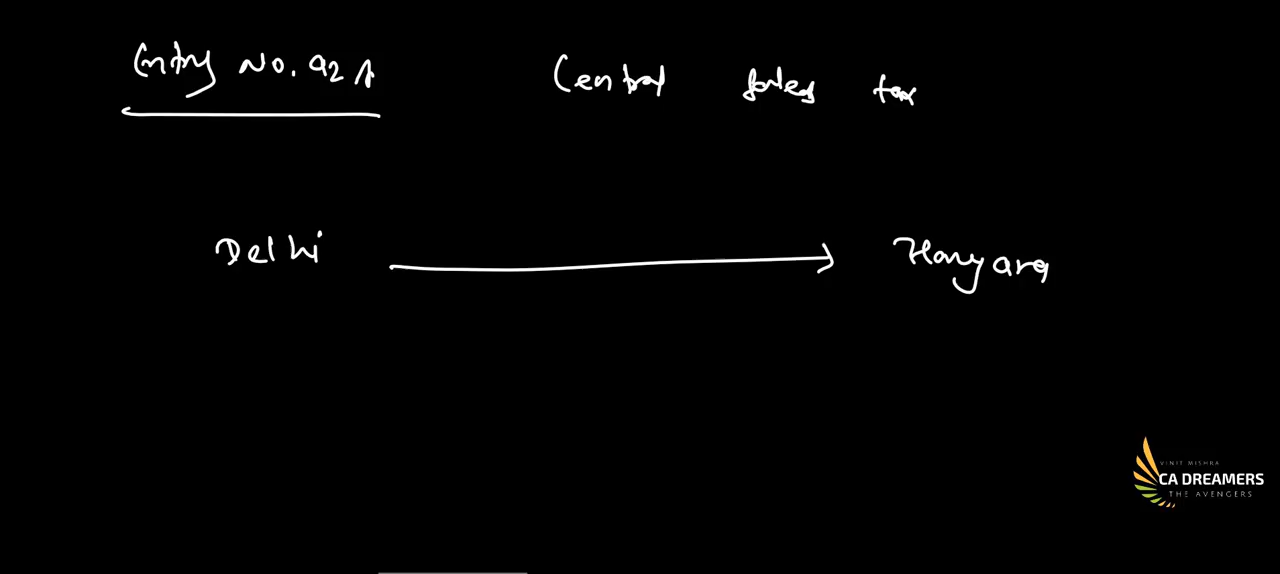 Entry No. 92A Central Sales tax
Delhi Haryana
VINIT MISHRA
CA DREAMERS
THE AVENGERS